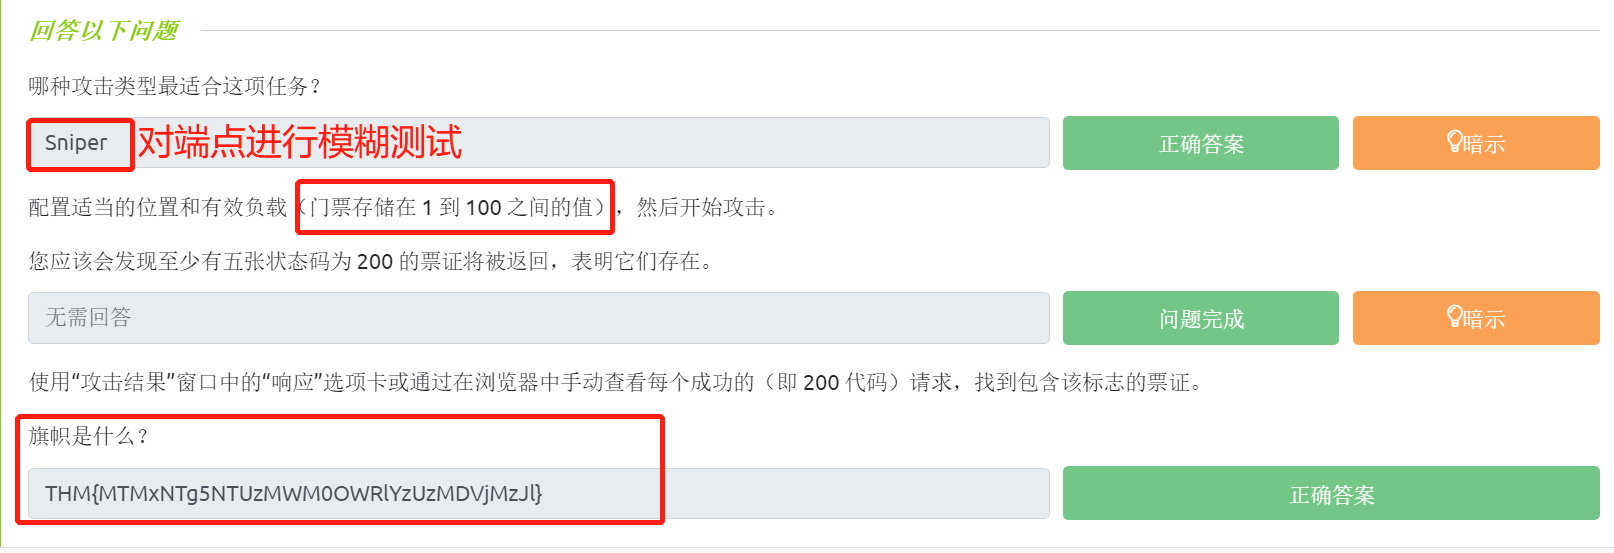 回答以下问题
哪种攻击类型最适合这项任务？
Sniper 对端点进行模糊测试 正确答案 暗示
配置适当的位置和有效负载（门票存储在 1 到 100 之间的值），然后开始攻击。
您应该会发现至少有五张状态码为 200 的票证将被返回，表明它们存在。
无需回答 问题完成 暗示
使用“攻击结果”窗口中的“响应”选项卡或通过在浏览器中手动查看每个成功的（即 200 代码）请求，找到包含该标志的票证。
旗帜是什么？
THM{MTMxNTg5NTUzMWM0OWRlYzUzMDVjMzJl} 正确答案